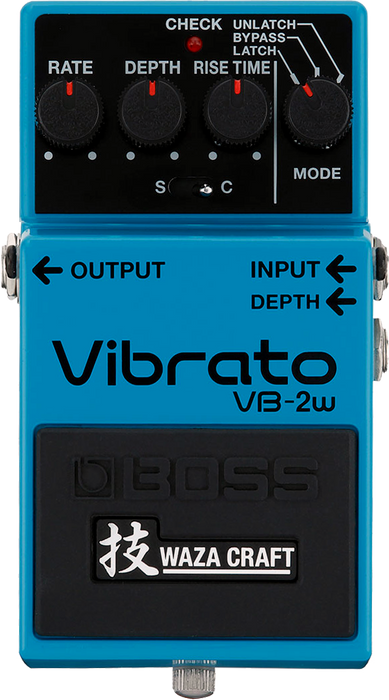 CHECK
UNLATCH
BYPASS
LATCH
RATE
DEPTH
RISE TIME
MODE
S
C
OUTPUT
INPUT
DEPTH
Vibrato
VB-2w
BOSS
技 WAZA CRAFT